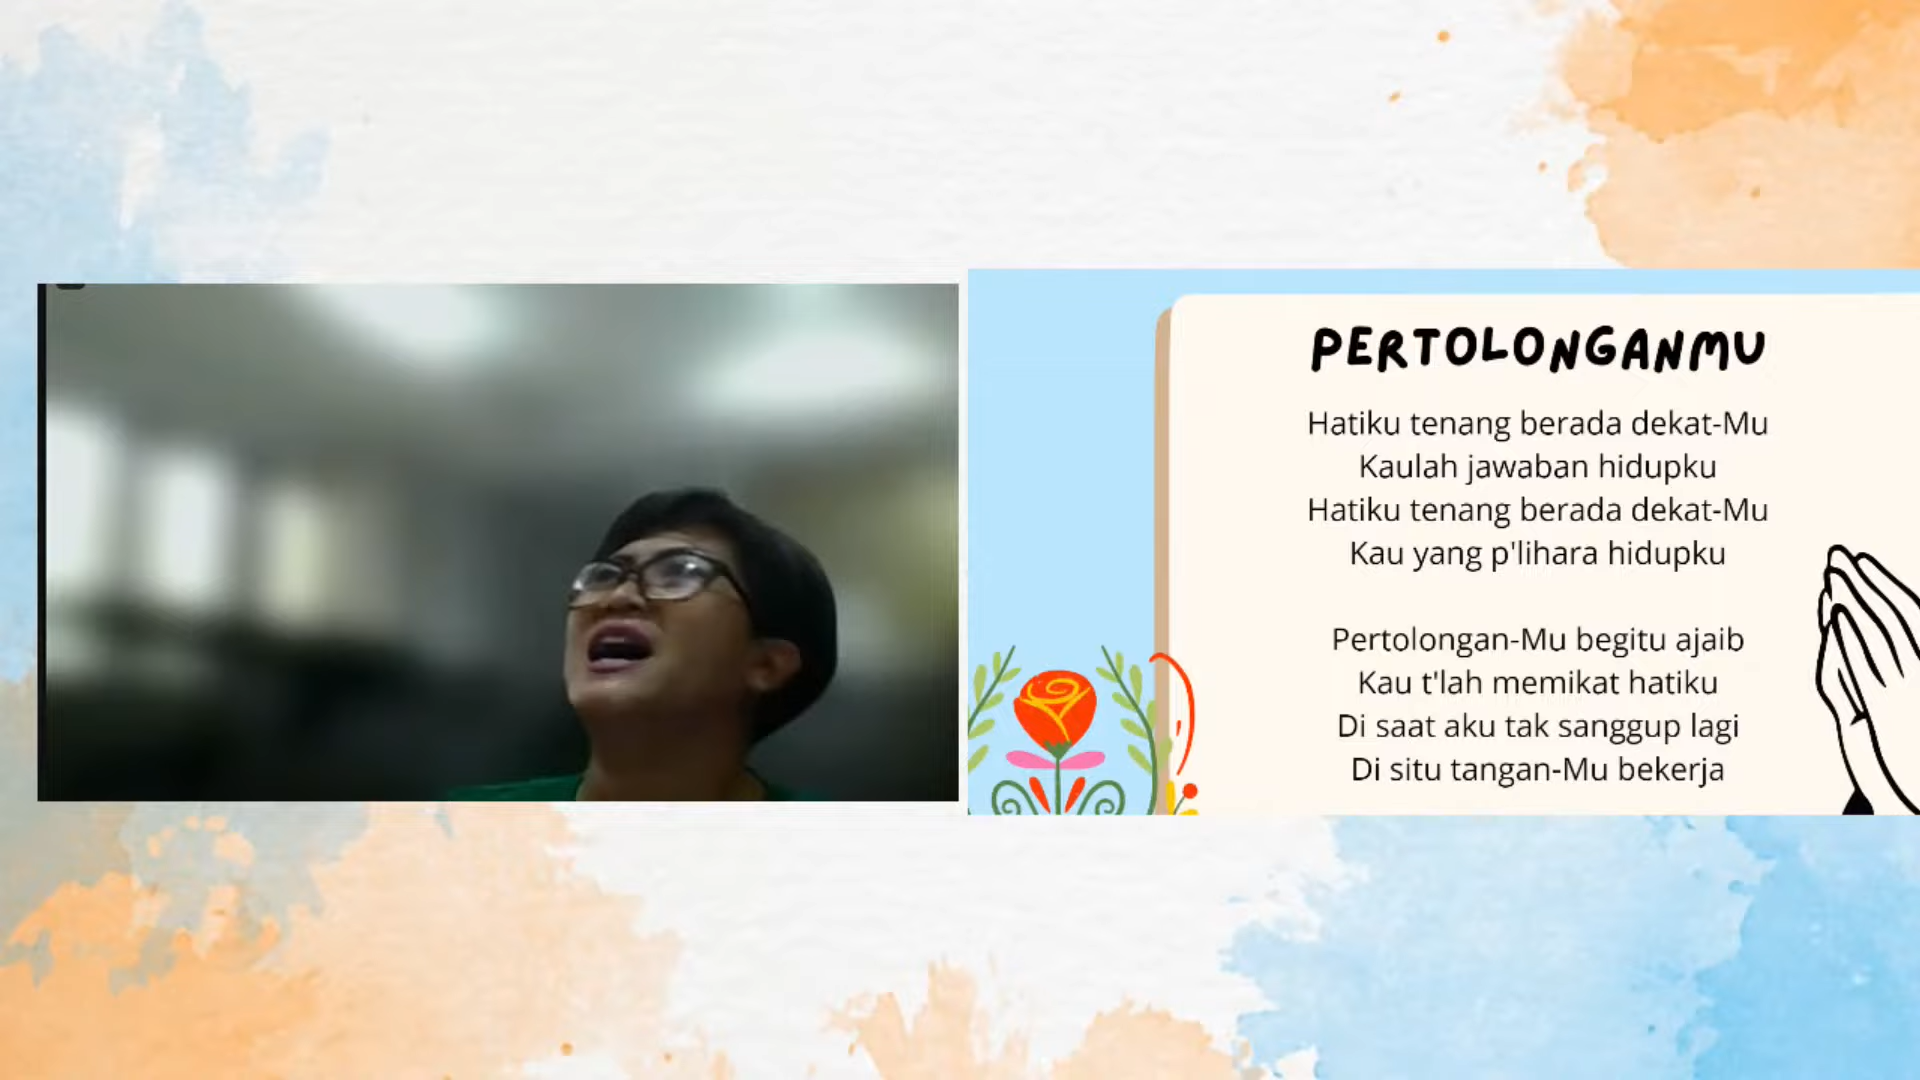 PERTOLONGANMU
Hatiku tenang berada dekat-Mu
Kaulah jawaban hidupku
Hatiku tenang berada dekat-Mu
Kau yang p'lihara hidupku
Pertolongan-Mu begitu ajaib
Kau t'lah memikat hatiku
Di saat aku tak sanggup lagi
Di situ tangan-Mu bekerja